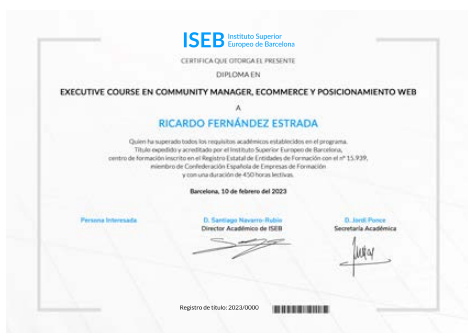 ISEB Instituto Superior
Europeo de Barcelona
CERTIFICA QUE OTORGA EL PRESENTE
DIPLOMA EN
EXECUTIVE COURSE EN COMMUNITY MANAGER, ECOMMERCE Y POSICIONAMIENTO WEB
A
RICARDO FERNÁNDEZ ESTRADA
Quien ha superado todos los requisitos académicos establecidos en el programa.
Título expedido y acreditado por el Instituto Superior Europeo de Barcelona,
centro de formación inscrito en el Registro Estatal de Entidades de Formación con el nº 15.939,
miembro de Confederación Española de Empresas de Formación
y con una duración de 450 horas lectivas.
Barcelona, 10 de febrero del 2023
Persona Interesada D. Santiago Navarro-Rubio D. Jordi Ponce
Director Académico de ISEB Secretaría Académica
Registro de título: 2023/0000